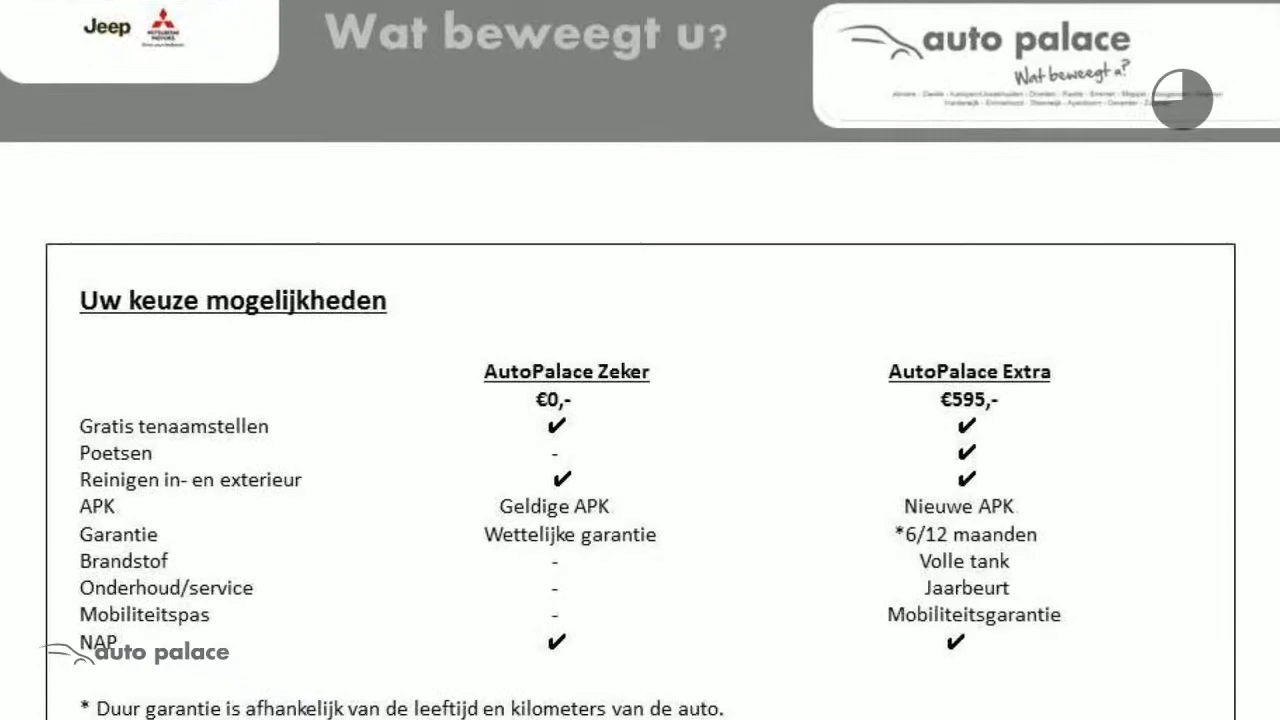 Jeep
MITSUBISHI
MOTORS
Wat beweegt u?
auto palace
Wat beweegt u?
Uw keuze mogelijkheden
AutoPalace Zeker AutoPalace Extra
€0,- €595,-
Gratis tenaamstellen ✔ ✔
Poetsen - ✔
Reinigen in- en exterieur ✔ ✔
APK Geldige APK Nieuwe APK
Garantie Wettelijke garantie *6/12 maanden
Brandstof - Volle tank
Onderhoud/service - Jaarbeurt
Mobiliteitspas - Mobiliteitsgarantie
NAP ✔ ✔
auto palace
* Duur garantie is afhankelijk van de leeftijd en kilometers van de auto.